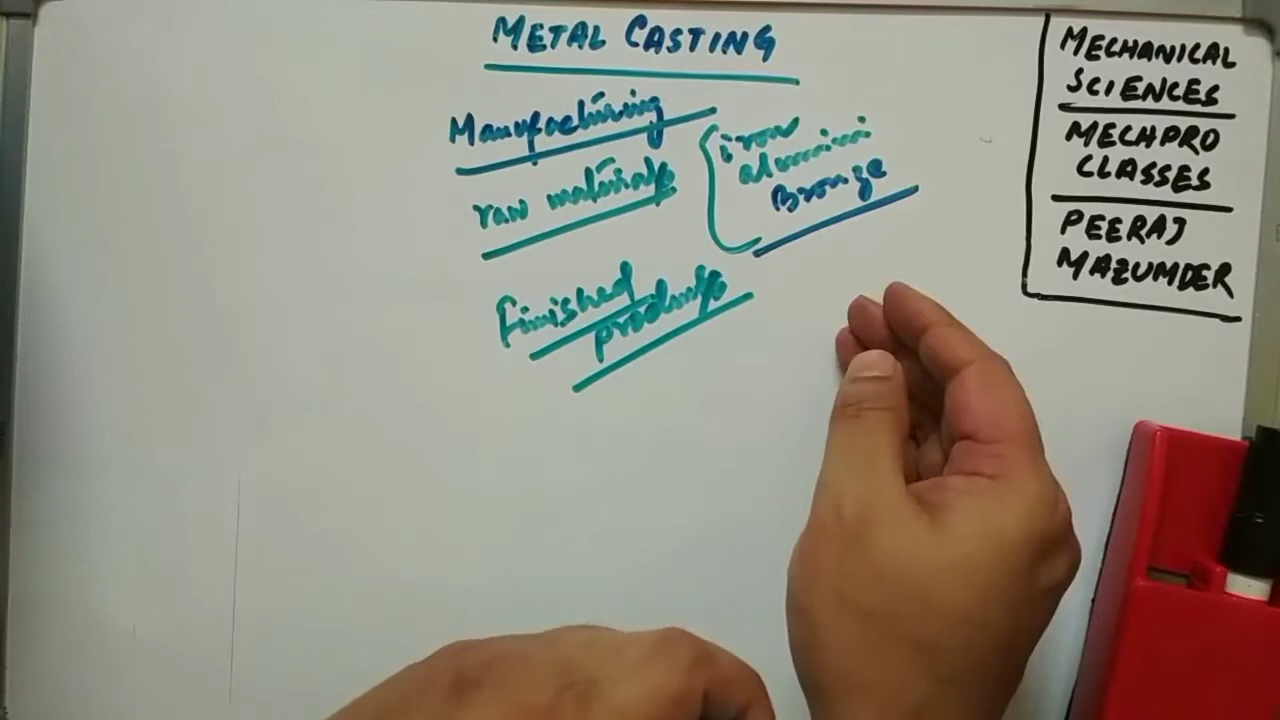 METAL CASTING
Manufacturing
raw materials
iron
Bronze
Finished
products
MECHANICAL
SCIENCES
MECHPRO
CLASSES
PEERAJ
MAZUMDER